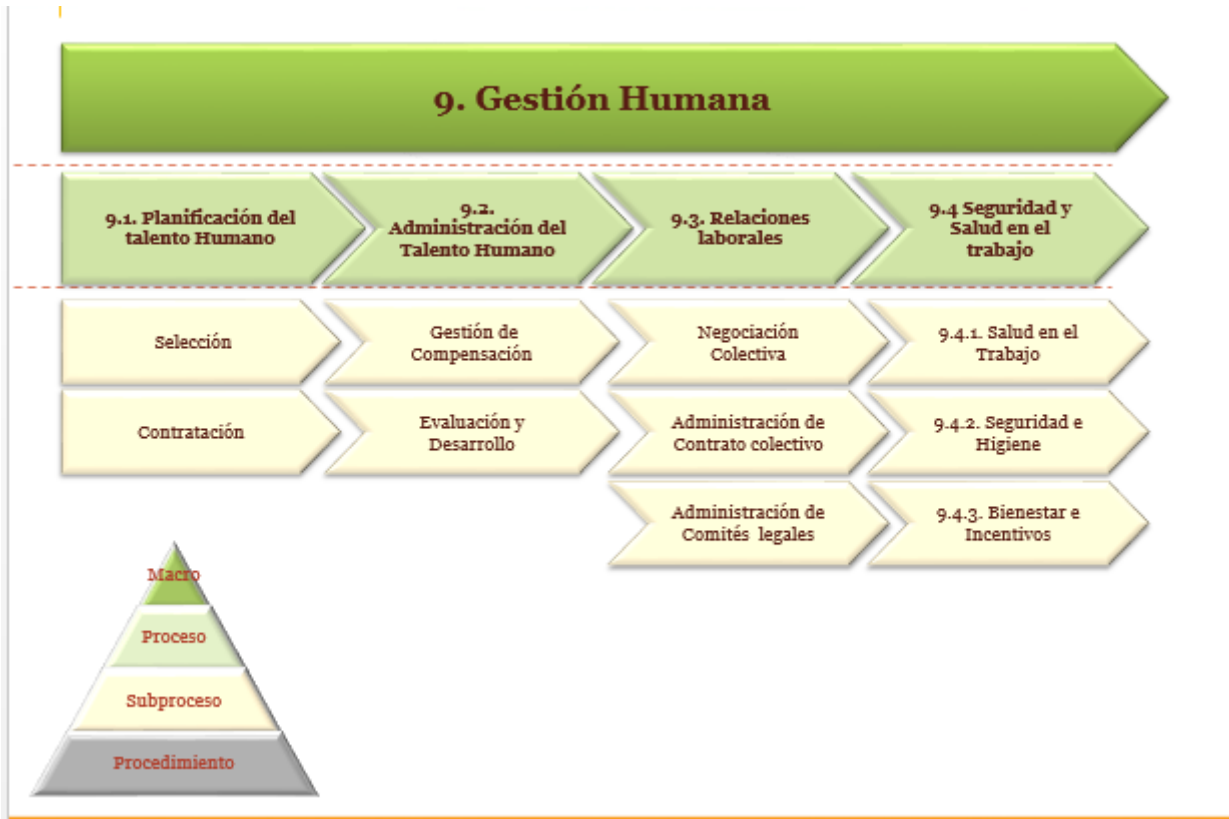 9. Gestión Humana
9.1. Planificación del
talento Humano
9.2.
Administración del
Talento Humano
9.3. Relaciones
laborales
9.4 Seguridad y
Salud en el
trabajo
Selección
Gestión de
Compensación
Negociación
Colectiva
9.4.1. Salud en el
Trabajo
Contratación
Evaluación y
Desarrollo
Administración de
Contrato colectivo
9.4.2. Seguridad e
Higiene
Administración de
Comités legales
9.4.3. Bienestar e
Incentivos
Macro
Proceso
Subproceso
Procedimiento